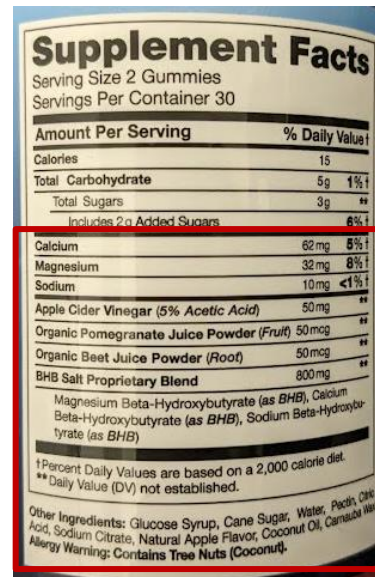 Supplement Facts
Serving Size 2 Gummies
Servings Per Container 30
Amount Per Serving % Daily Value†
Calories 15
Total Carbohydrate 5g 1%†
Total Sugars 3g **
Includes 2g Added Sugars 6%†
Calcium 62mg 5%†
Magnesium 32mg 8%†
Sodium 10mg <1%†
Apple Cider Vinegar (5% Acetic Acid) 50mg **
Organic Pomegranate Juice Powder (Fruit) 50mcg **
Organic Beet Juice Powder (Root) 50mcg **
BHB Salt Proprietary Blend 800mg **
Magnesium Beta-Hydroxybutyrate (as BHB), Calcium
Beta-Hydroxybutyrate (as BHB), Sodium Beta-Hydroxybu-
tyrate (as BHB)
†Percent Daily Values are based on a 2,000 calorie diet.
**Daily Value (DV) not established.
Other Ingredients: Glucose Syrup, Cane Sugar, Water, Pectin, Citric
Acid, Sodium Citrate, Natural Apple Flavor, Coconut Oil, Carnauba Wax
Allergy Warning: Contains Tree Nuts (Coconut).